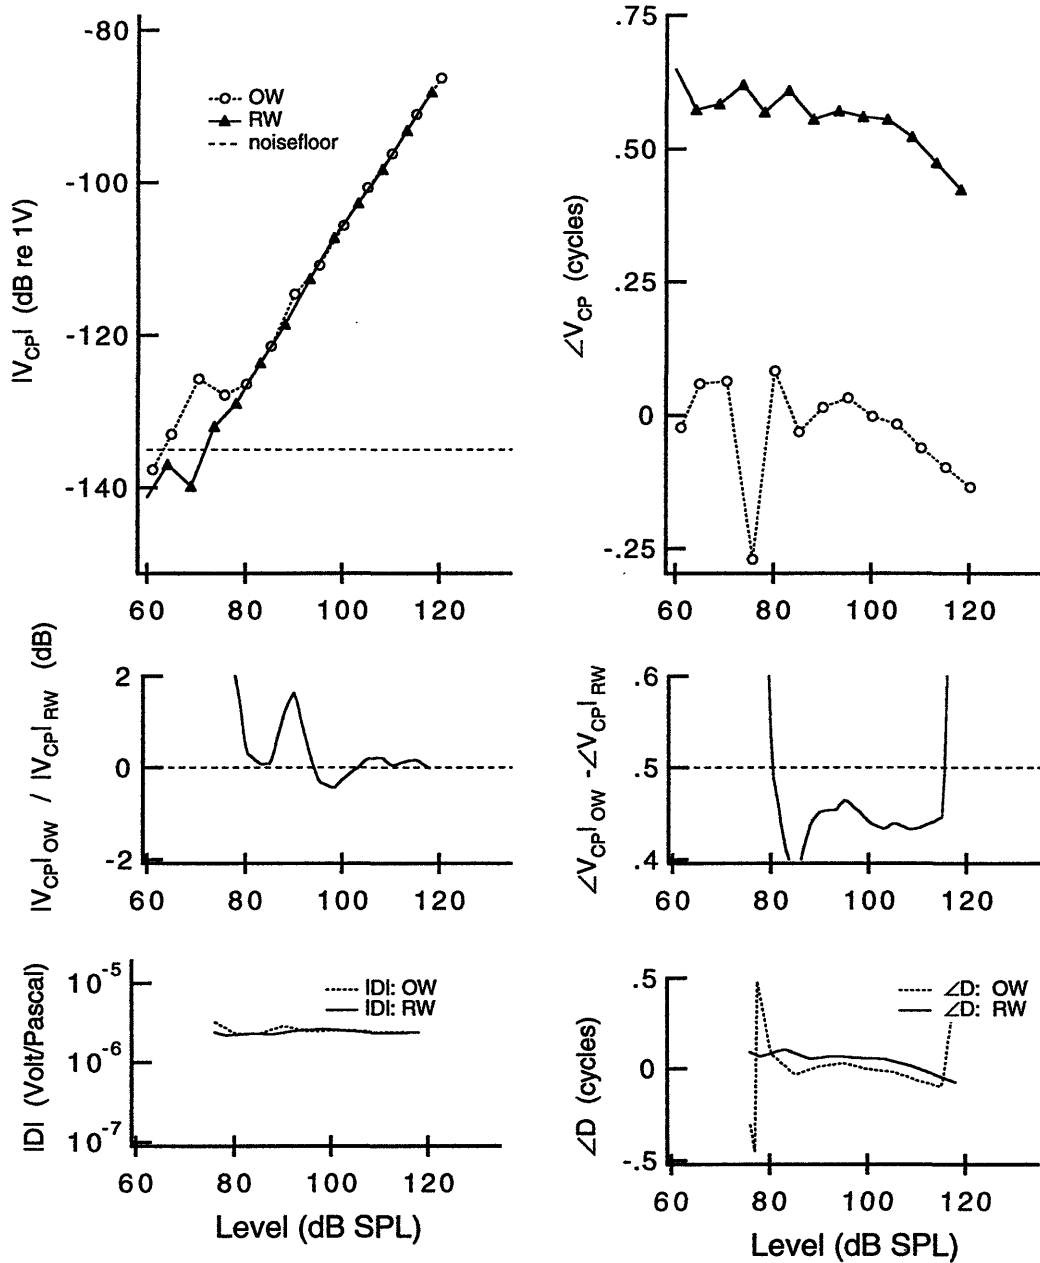 -80
-100
-120
-140
|V_CP| (dB re 1V)
OW
RW
noisefloor
60 80 100 120
.75
.50
.25
0
-.25
∠V_CP (cycles)
60 80 100 120
2
0
-2
|V_CP|_OW / |V_CP|_RW (dB)
60 80 100 120
.6
.5
.4
∠V_CP|_OW -∠V_CP|_RW
60 80 100 120
10^-5
10^-6
10^-7
|D| (Volt/Pascal)
|D|: OW
|D|: RW
60 80 100 120
Level (dB SPL)
.5
0
-.5
∠D (cycles)
∠D: OW
∠D: RW
60 80 100 120
Level (dB SPL)